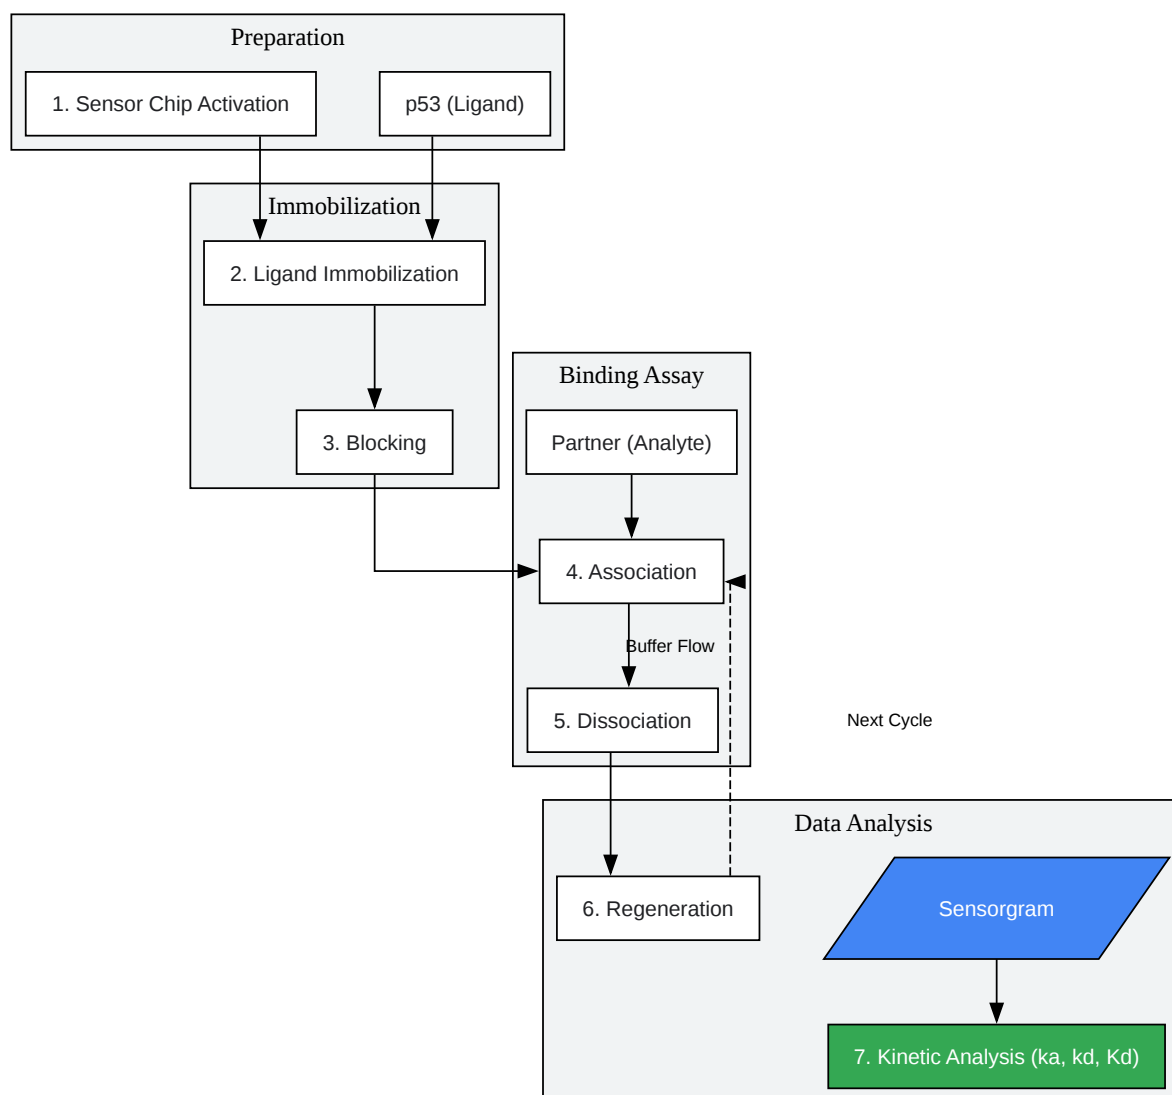 Preparation
1. Sensor Chip Activation
p53 (Ligand)
Immobilization
2. Ligand Immobilization
3. Blocking
Binding Assay
Partner (Analyte)
4. Association
Buffer Flow
5. Dissociation
Next Cycle
Data Analysis
6. Regeneration
Sensorgram
7. Kinetic Analysis (ka, kd, Kd)